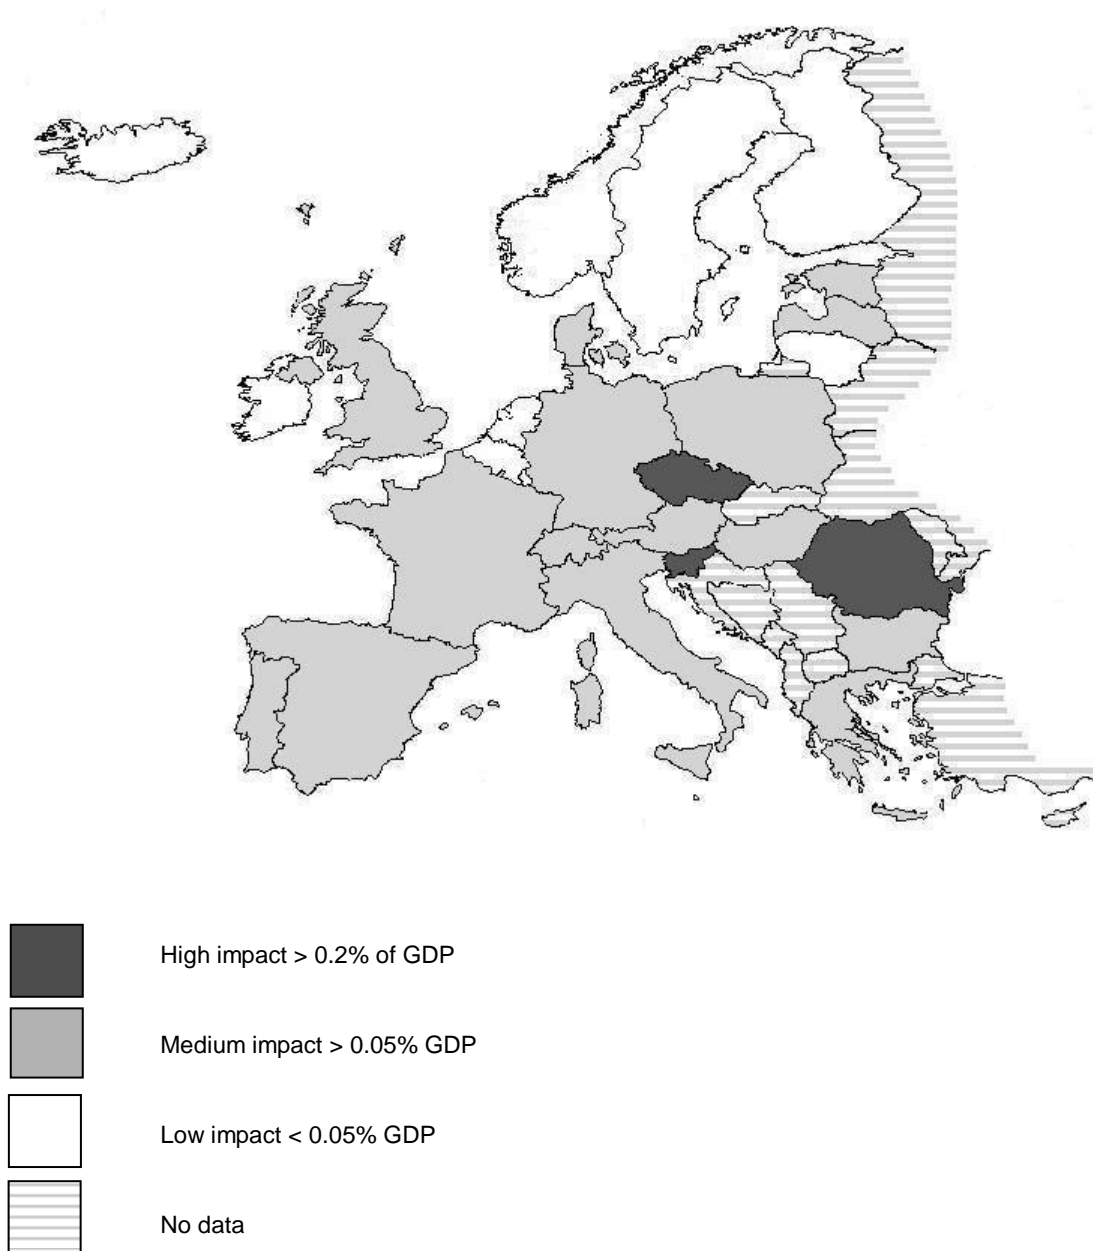 High impact > 0.2% of GDP
Medium impact > 0.05% GDP
Low impact < 0.05% GDP
No data